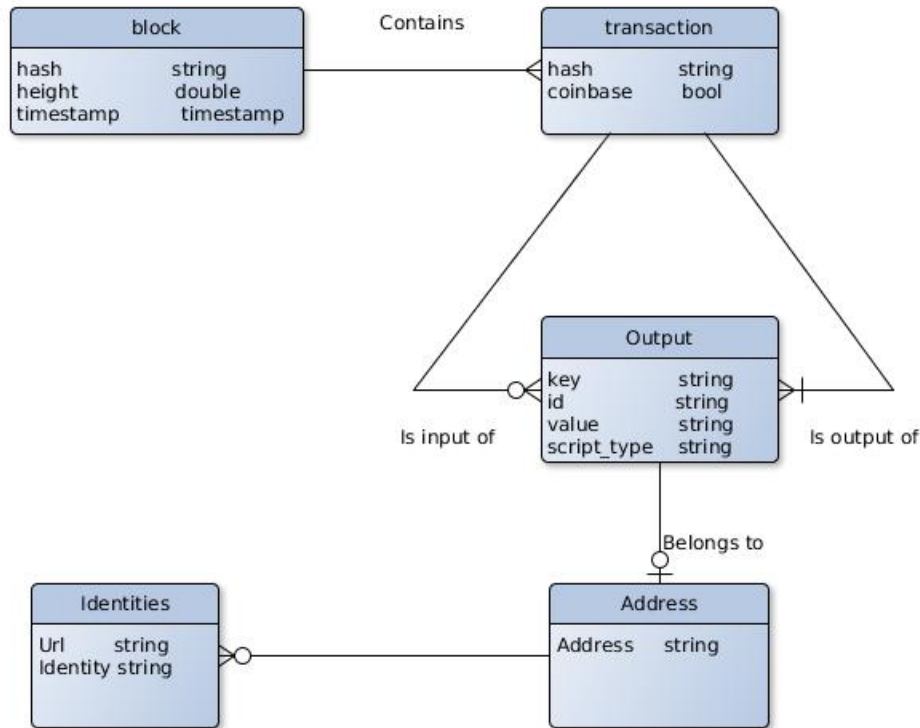 block
hash string
height double
timestamp timestamp
Contains
transaction
hash string
coinbase bool
Output
key string
id string
value string
script_type string
Is input of
Is output of
Belongs to
Identities
Url string
Identity string
Address
Address string